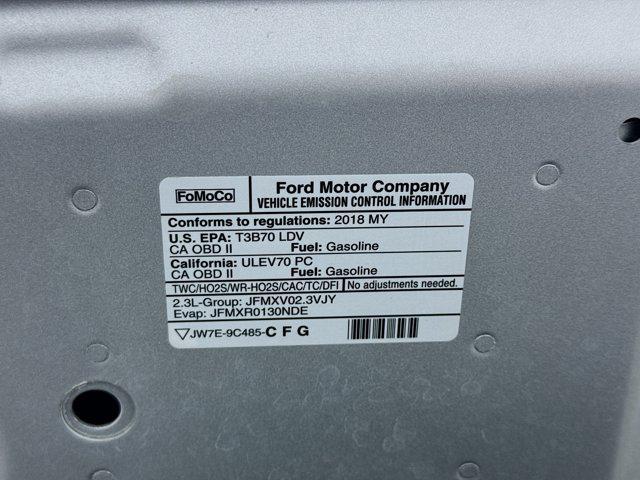 FoMoCo
Ford Motor Company
VEHICLE EMISSION CONTROL INFORMATION
Conforms to regulations: 2018 MY
U.S. EPA: T3B70 LDV
CA OBD II Fuel: Gasoline
California: ULEV70 PC
CA OBD II Fuel: Gasoline
TWC/HO2S/WR-HO2S/CAC/TC/DFI No adjustments needed.
2.3L-Group: JFMXV02.3VJY
Evap: JFMXR0130NDE
JW7E-9C485-C F G